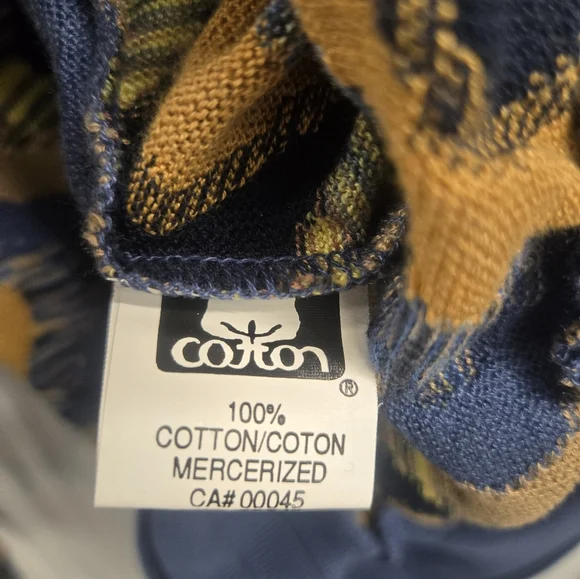 cotton
®
100%
COTTON/COTON
MERCERIZED
CA# 00045